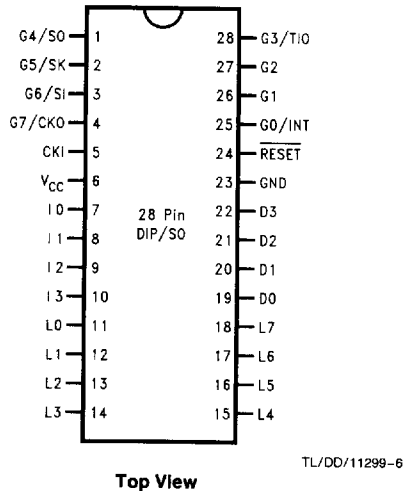 G4/SO 1 28 G3/TIO
G5/SK 2 27 G2
G6/SI 3 26 G1
G7/CKO 4 25 G0/INT
CKI 5 24 RESET
VCC 6 23 GND
I0 7 22 D3
I1 8 21 D2
I2 9 20 D1
I3 10 19 D0
L0 11 18 L7
L1 12 17 L6
L2 13 16 L5
L3 14 15 L4
28 Pin
DIP/SO
TL/DD/11299-6
Top View